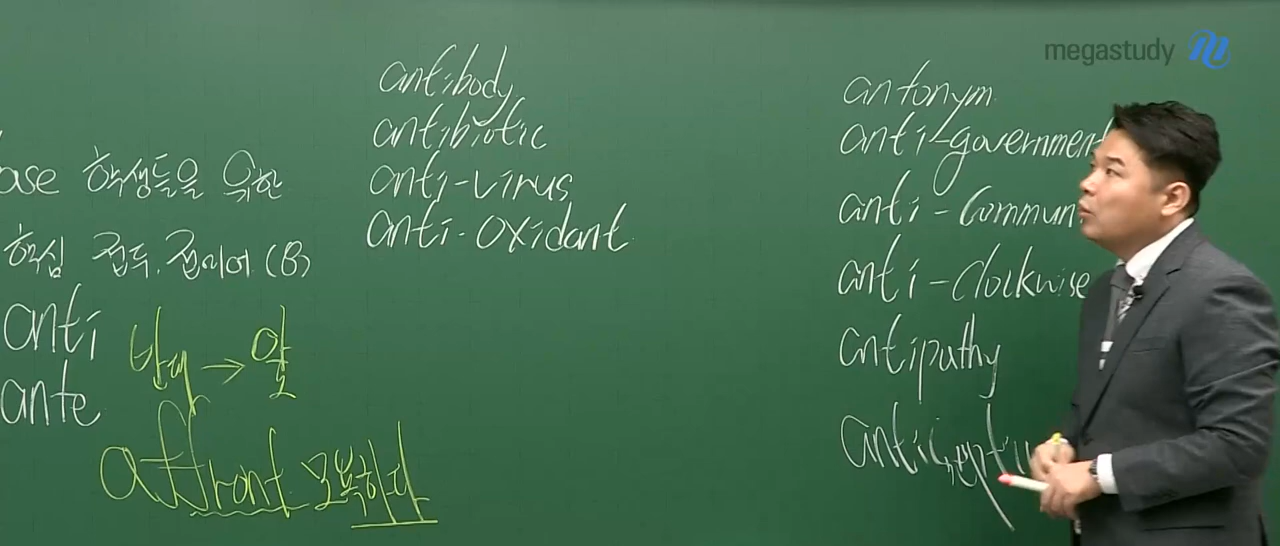 megastudy
ase 학생들을 위한
핵심 접두.접미어 (B)
anti
ante
반대 → 앞
affront 모욕하다
antibody
antibiotic
anti-virus
anti-oxidant
antonym
anti-government
anti-commun
anti-clockwise
antipathy
antisepti